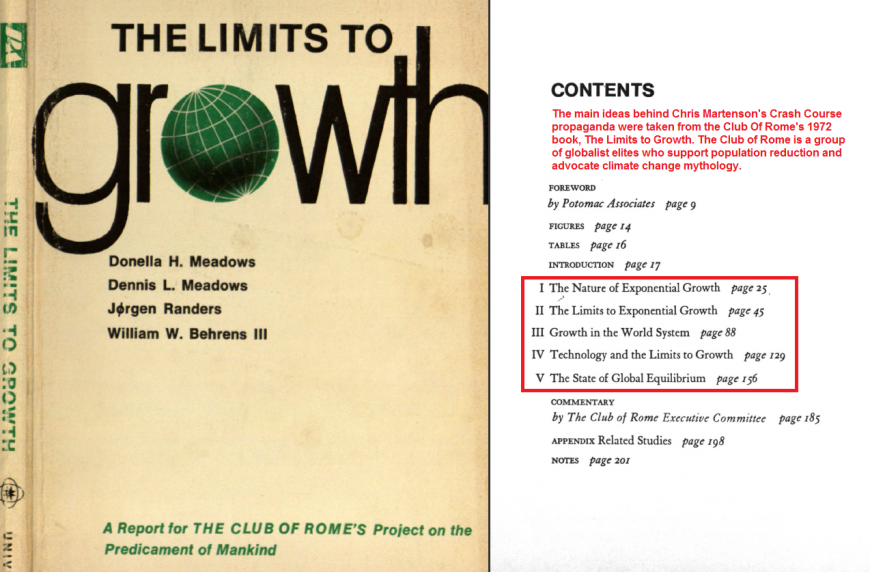 THE LIMITS TO
growth
Donella H. Meadows
Dennis L. Meadows
Jørgen Randers
William W. Behrens III
A Report for THE CLUB OF ROME'S Project on the
Predicament of Mankind
THE LIMITS TO GROWTH
UNIV
CONTENTS
The main ideas behind Chris Martenson's Crash Course
propaganda were taken from the Club Of Rome's 1972
book, The Limits to Growth. The Club of Rome is a group
of globalist elites who support population reduction and
advocate climate change mythology.
FOREWORD
by Potomac Associates page 9
FIGURES page 14
TABLES page 16
INTRODUCTION page 17
I The Nature of Exponential Growth page 25
II The Limits to Exponential Growth page 45
III Growth in the World System page 88
IV Technology and the Limits to Growth page 129
V The State of Global Equilibrium page 156
COMMENTARY
by The Club of Rome Executive Committee page 185
APPENDIX Related Studies page 198
NOTES page 201